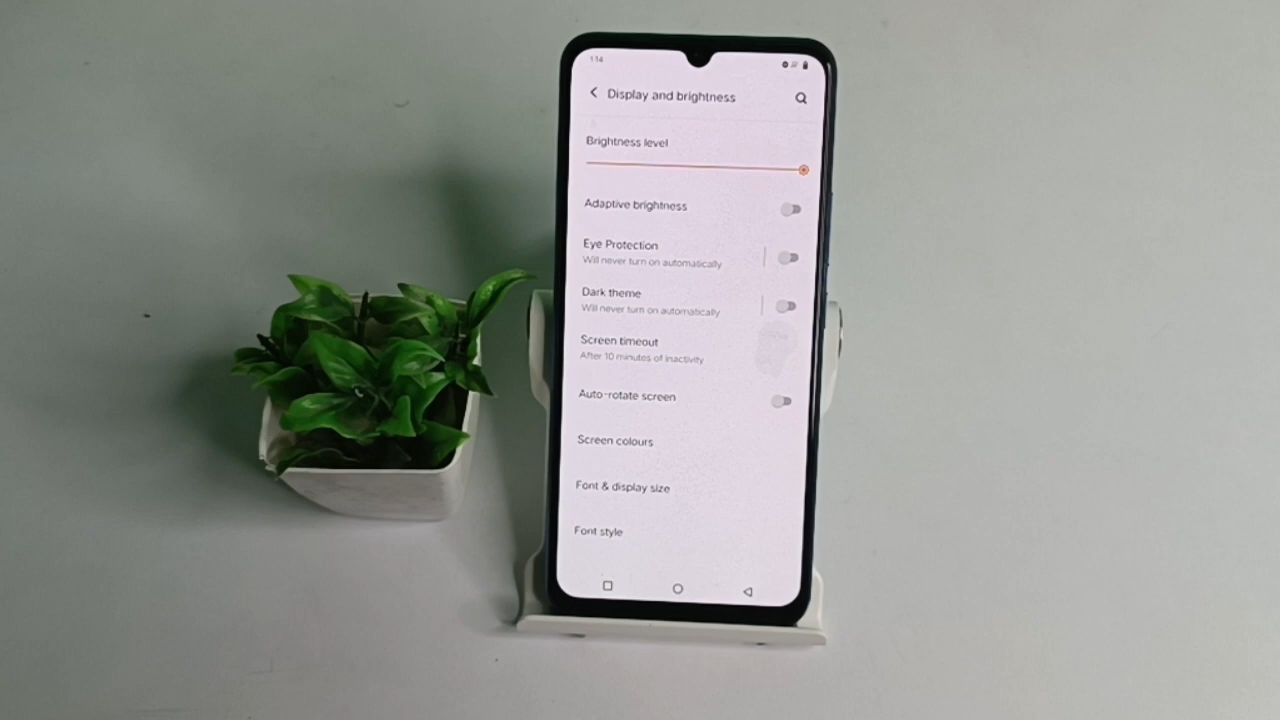 1:14
Display and brightness
Brightness level
Adaptive brightness
Eye Protection
Will never turn on automatically
Dark theme
Will never turn on automatically
Screen timeout
After 10 minutes of inactivity
Auto-rotate screen
Screen colours
Font & display size
Font style